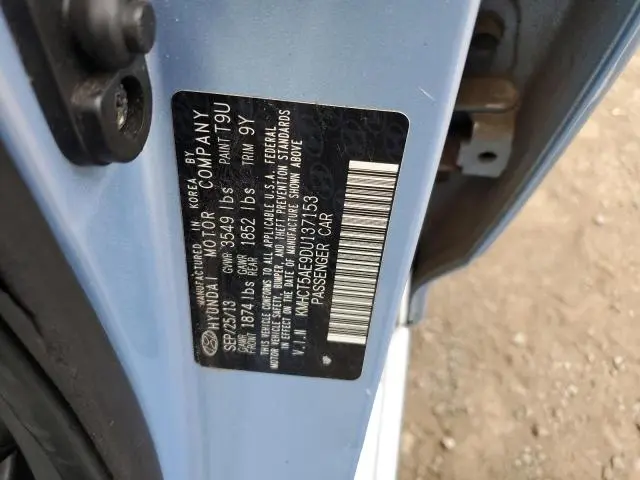 MFD. BY HYUNDAI MOTOR COMPANY IN KOREA
SEP/25/13 GVWR 3549 lbs PAINT T9U
GAWR FRONT 1874 lbs GAWR REAR 1852 lbs TRIM 9Y
THIS VEHICLE CONFORMS TO ALL APPLICABLE U.S.A. FEDERAL
MOTOR VEHICLE SAFETY, BUMPER, AND THEFT PREVENTION STANDARDS
IN EFFECT ON THE DATE OF MANUFACTURE SHOWN ABOVE
V.I.N KMHCT5AE9DU137153
PASSENGER CAR